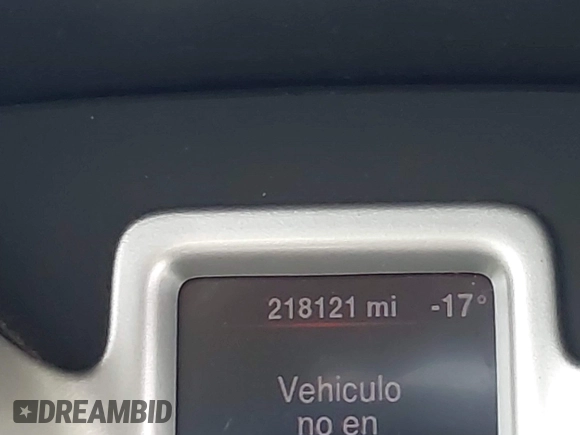 218121 mi -17°
Vehiculo
no en
DREAMBID